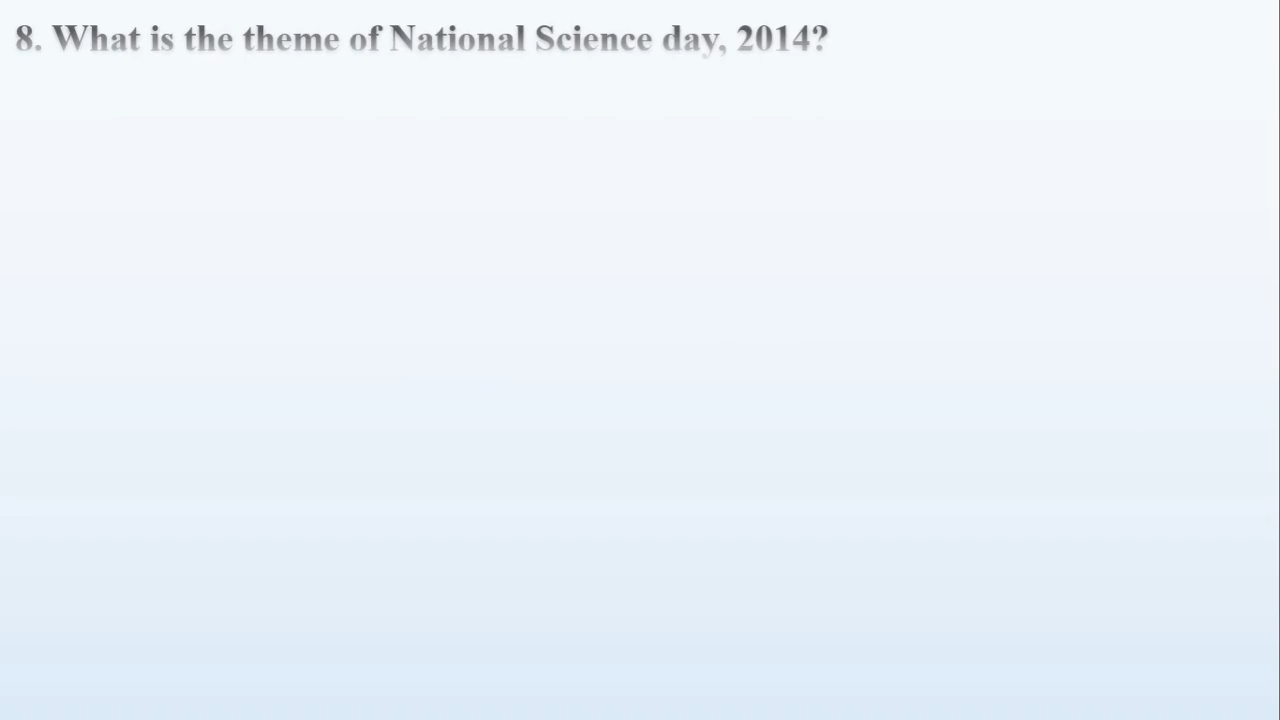 8. What is the theme of National Science day, 2014?